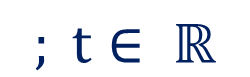 ; t ∈ ℝ